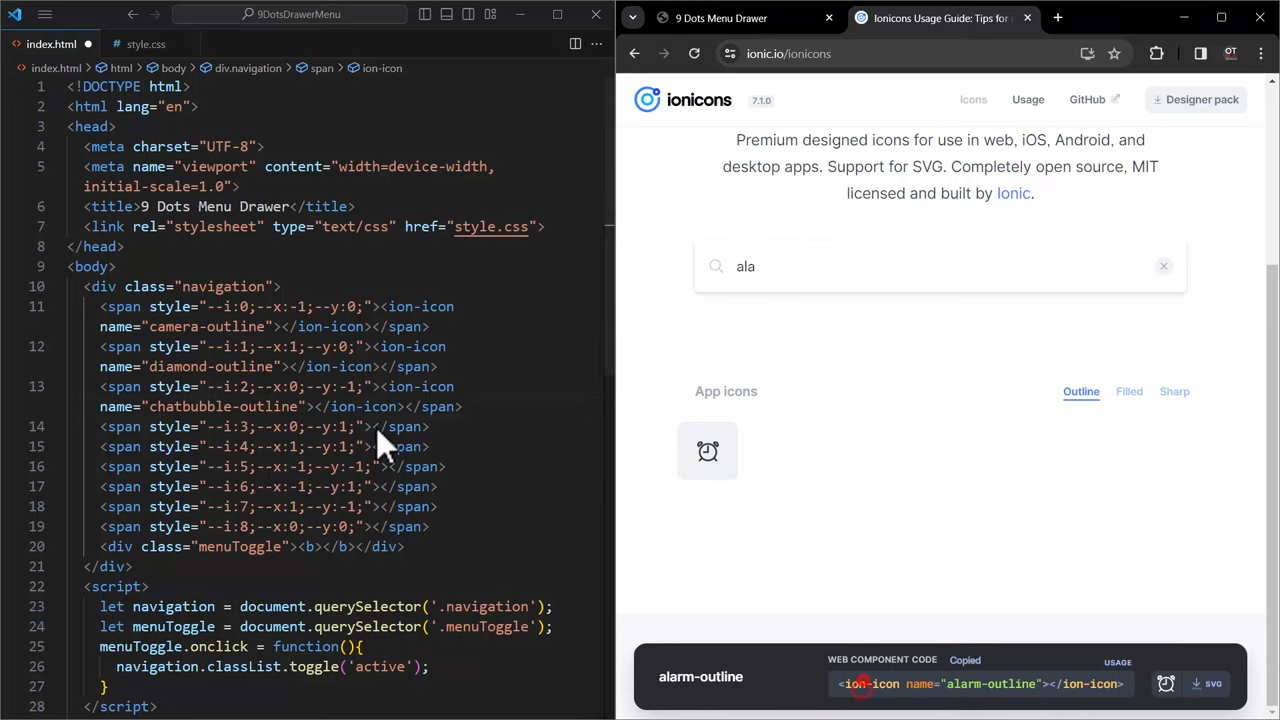 9DotsDrawerMenu
index.html
style.css
index.html > html > body > div.navigation > span > ion-icon
1 <!DOCTYPE html>
2 <html lang="en">
3 <head>
4 <meta charset="UTF-8">
5 <meta name="viewport" content="width=device-width,
initial-scale=1.0">
6 <title>9 Dots Menu Drawer</title>
7 <link rel="stylesheet" type="text/css" href="style.css">
8 </head>
9 <body>
10 <div class="navigation">
11 <span style="--i:0;--x:-1;--y:0;"><ion-icon
name="camera-outline"></ion-icon></span>
12 <span style="--i:1;--x:1;--y:0;"><ion-icon
name="diamond-outline"></ion-icon></span>
13 <span style="--i:2;--x:0;--y:-1;"><ion-icon
name="chatbubble-outline"></ion-icon></span>
14 <span style="--i:3;--x:0;--y:1;"></span>
15 <span style="--i:4;--x:1;--y:1;"></span>
16 <span style="--i:5;--x:-1;--y:-1;"></span>
17 <span style="--i:6;--x:-1;--y:1;"></span>
18 <span style="--i:7;--x:1;--y:-1;"></span>
19 <span style="--i:8;--x:0;--y:0;"></span>
20 <div class="menuToggle"><b></b></div>
21 </div>
22 <script>
23 let navigation = document.querySelector('.navigation');
24 let menuToggle = document.querySelector('.menuToggle');
25 menuToggle.onclick = function(){
26 navigation.classList.toggle('active');
27 }
28 </script>
9 Dots Menu Drawer
Ionicons Usage Guide: Tips for i
ionic.io/ionicons
OT
ionicons 7.1.0
Icons Usage GitHub Designer pack
Premium designed icons for use in web, iOS, Android, and
desktop apps. Support for SVG. Completely open source, MIT
licensed and built by Ionic.
ala
App icons
Outline Filled Sharp
alarm-outline
WEB COMPONENT CODE Copied USAGE
<ion-icon name="alarm-outline"></ion-icon>
SVG